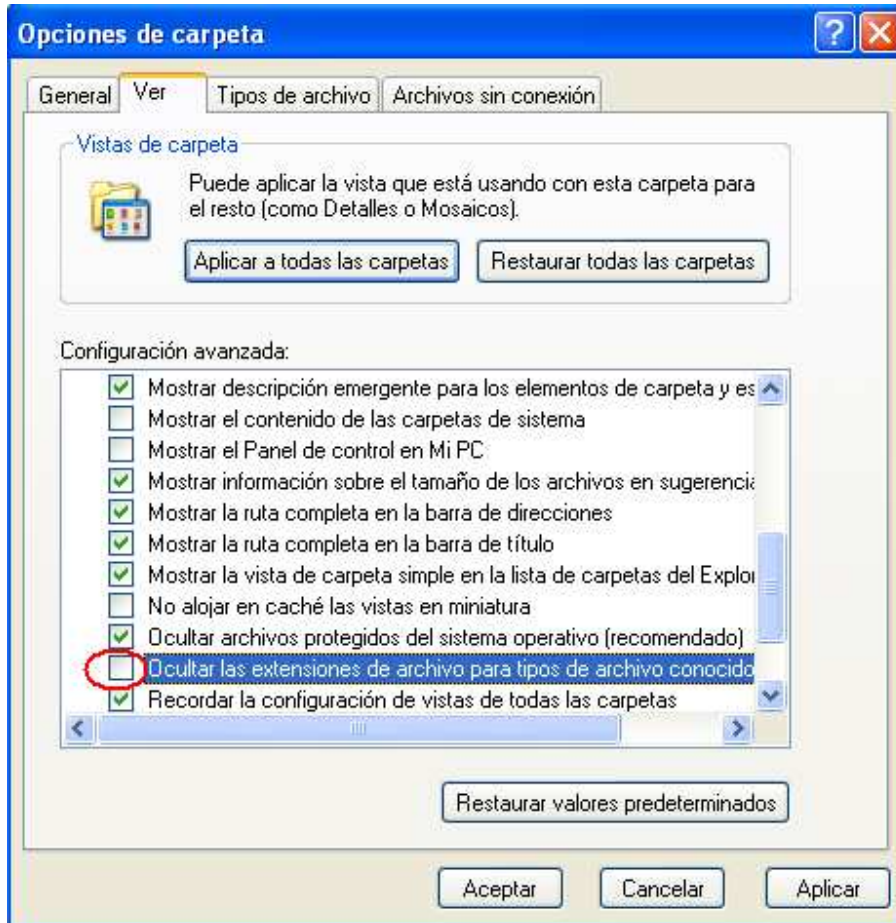 Opciones de carpeta
General Ver Tipos de archivo Archivos sin conexión
Vistas de carpeta
Puede aplicar la vista que está usando con esta carpeta para
el resto (como Detalles o Mosaicos).
Aplicar a todas las carpetas Restaurar todas las carpetas
Configuración avanzada:
Mostrar descripción emergente para los elementos de carpeta y es
Mostrar el contenido de las carpetas de sistema
Mostrar el Panel de control en Mi PC
Mostrar información sobre el tamaño de los archivos en sugerencia
Mostrar la ruta completa en la barra de direcciones
Mostrar la ruta completa en la barra de título
Mostrar la vista de carpeta simple en la lista de carpetas del Explor
No alojar en caché las vistas en miniatura
Ocultar archivos protegidos del sistema operativo (recomendado)
Ocultar las extensiones de archivo para tipos de archivo conocido
Recordar la configuración de vistas de todas las carpetas
Restaurar valores predeterminados
Aceptar Cancelar Aplicar